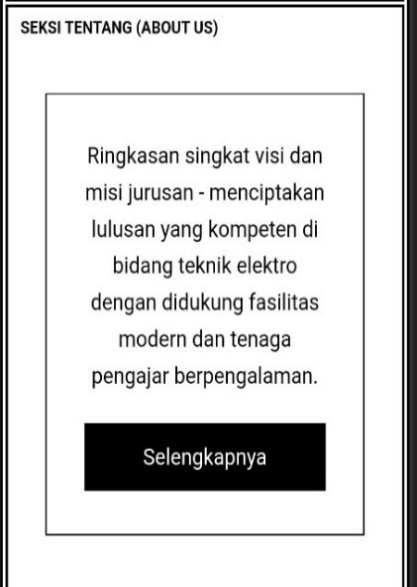 SEKSI TENTANG (ABOUT US)
Ringkasan singkat visi dan
misi jurusan - menciptakan
lulusan yang kompeten di
bidang teknik elektro
dengan didukung fasilitas
modern dan tenaga
pengajar berpengalaman.
Selengkapnya